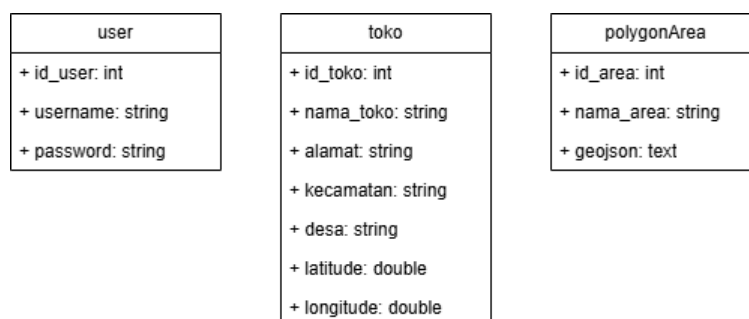 user
+ id_user: int
+ username: string
+ password: string
toko
+ id_toko: int
+ nama_toko: string
+ alamat: string
+ kecamatan: string
+ desa: string
+ latitude: double
+ longitude: double
polygonArea
+ id_area: int
+ nama_area: string
+ geojson: text